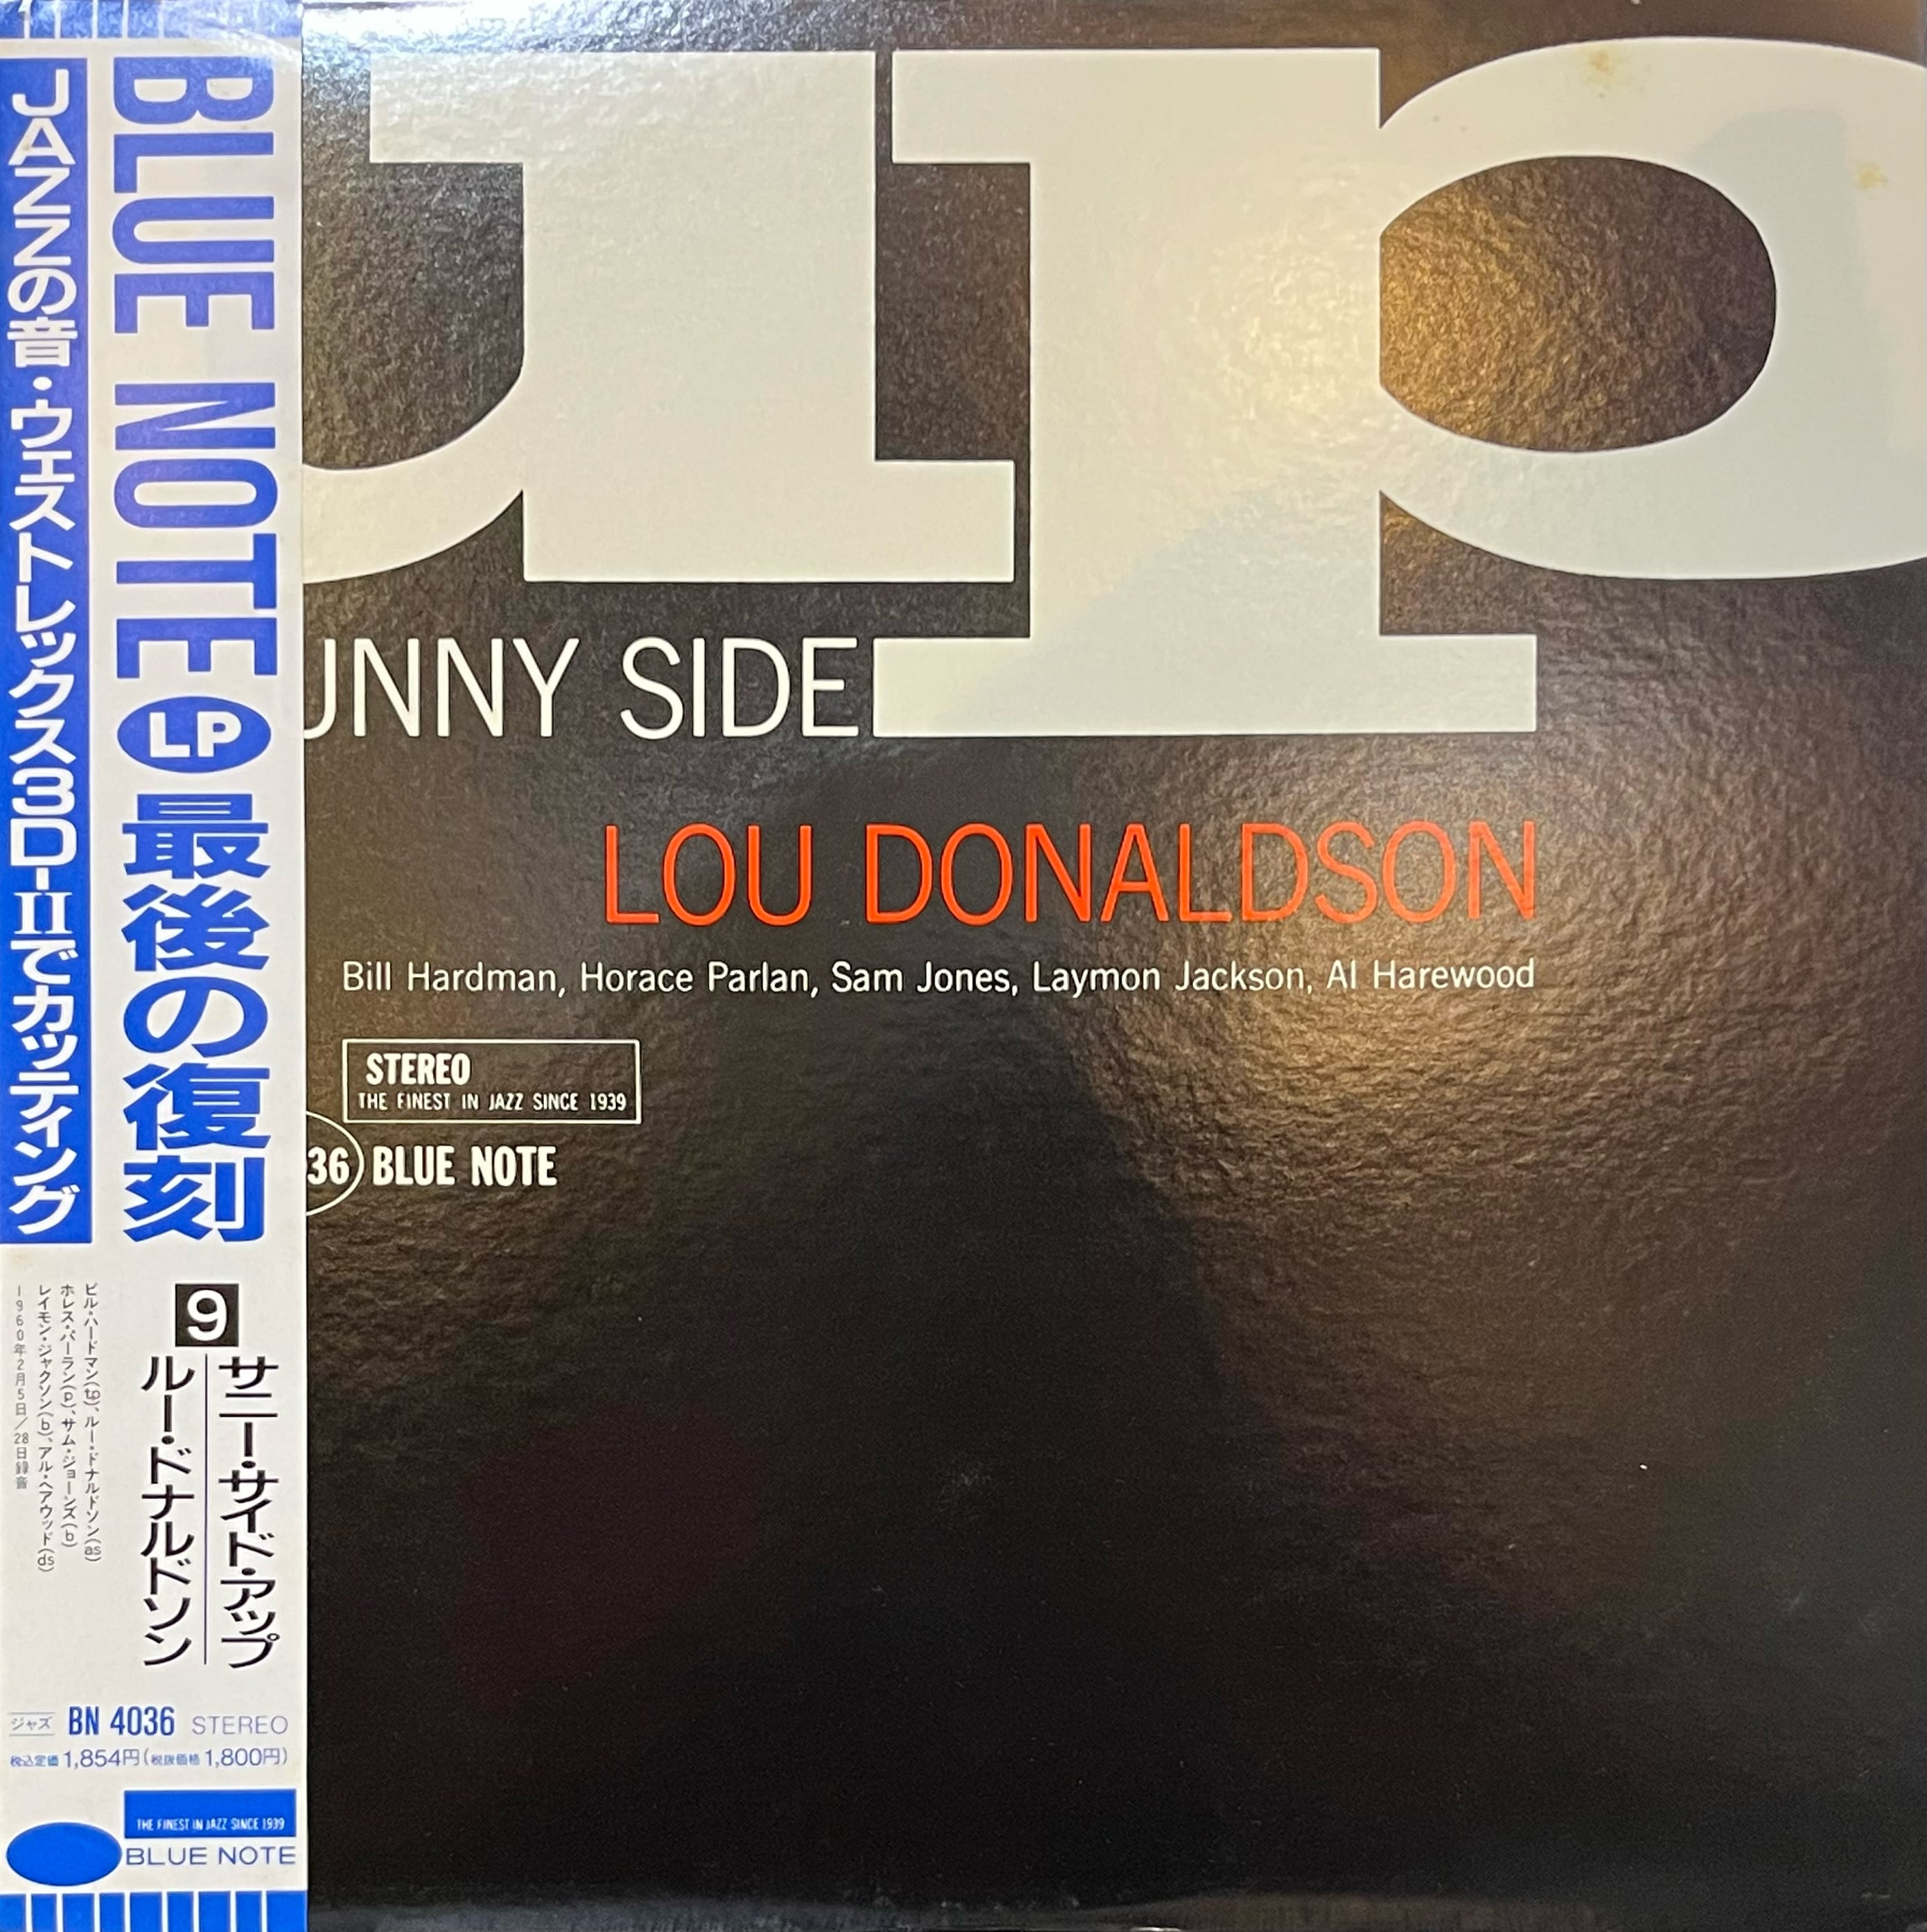 JAZZの音・ウエストレックス3D-IIでカッティング
BLUE NOTE LP 最後の復刻
9
サニー・サイド・アップ
ルー・ドナルドソン
ビル・ハードマン(tp)、ルー・ドナルドソン(as)
ホレス・パーラン(p)、サム・ジョーンズ(b)
レイモン・ジャクソン(b)、アル・ヘアウッド(ds)
1960年2月5日/28日録音
ジャズ BN 4036 STEREO
税込定価1,854円(税抜価格1,800円)
THE FINEST IN JAZZ SINCE 1939
BLUE NOTE
up
UNNY SIDE
LOU DONALDSON
Bill Hardman, Horace Parlan, Sam Jones, Laymon Jackson, Al Harewood
STEREO
THE FINEST IN JAZZ SINCE 1939
36 BLUE NOTE